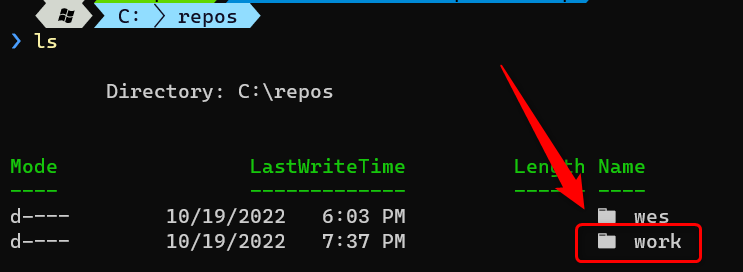 C: repos
❯ ls
Directory: C:\repos
Mode LastWriteTime Length Name
---- ------------- ------ ----
d---- 10/19/2022 6:03 PM wes
d---- 10/19/2022 7:37 PM work